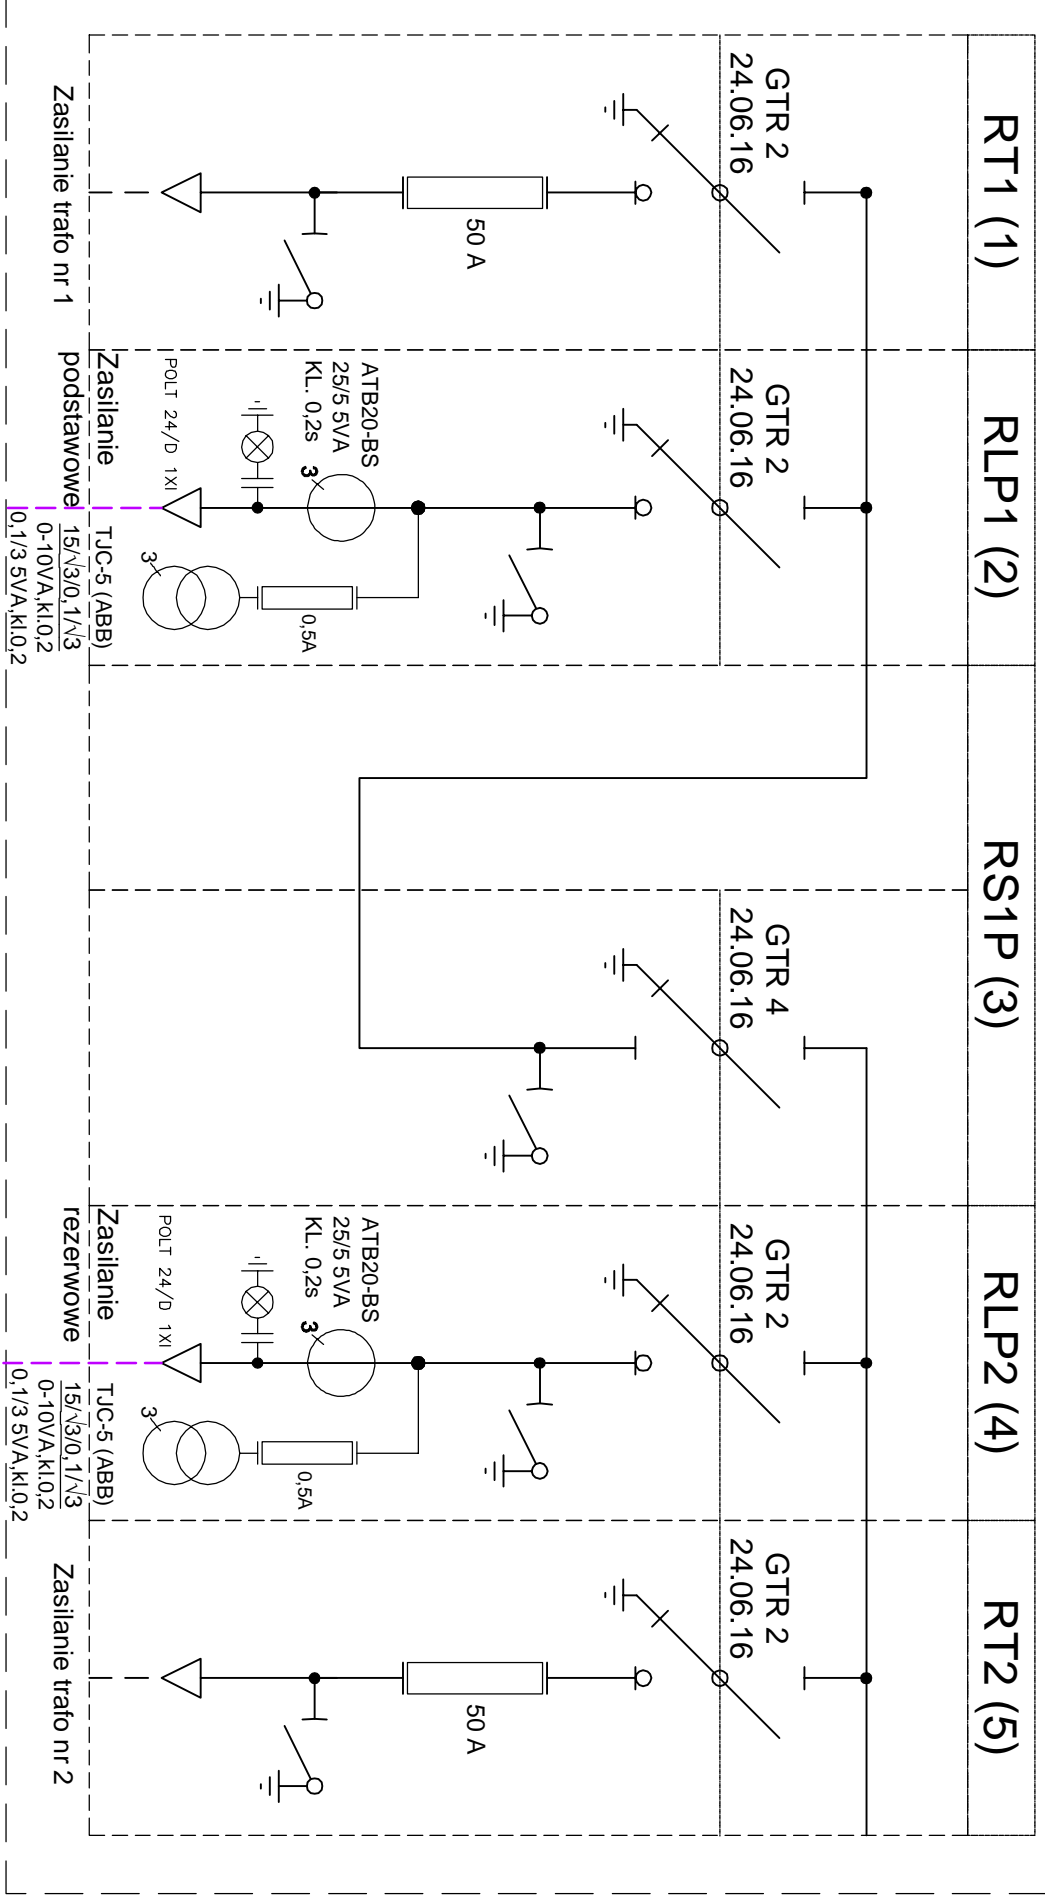 RT1 (1)
GTR 2
24.06.16
50 A
Zasilanie trafo nr 1
RLP1 (2)
GTR 2
24.06.16
ATB20-BS
25/5 5VA
KL. 0,2s
3
0,5A
3
POLT 24/D 1XI
Zasilanie
podstawowe
TJC-5 (ABB)
15/√3/0,1/√3
0-10VA,kl.0,2
0,1/3 5VA,kl.0,2
RS1P (3)
GTR 4
24.06.16
RLP2 (4)
GTR 2
24.06.16
ATB20-BS
25/5 5VA
KL. 0,2s
3
0,5A
3
POLT 24/D 1XI
Zasilanie
rezerwowe
TJC-5 (ABB)
15/√3/0,1/√3
0-10VA,kl.0,2
0,1/3 5VA,kl.0,2
RT2 (5)
GTR 2
24.06.16
50 A
Zasilanie trafo nr 2